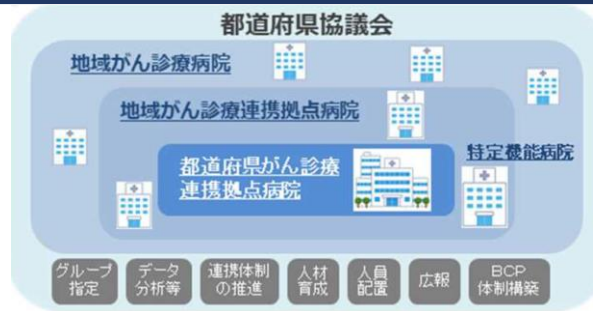 都道府県協議会
地域がん診療病院
地域がん診療連携拠点病院
特定機能病院
都道府県がん診療
連携拠点病院
グループ
指定
データ
分析等
連携体制
の推進
人材
育成
人員
配置
広報
BCP
体制構築